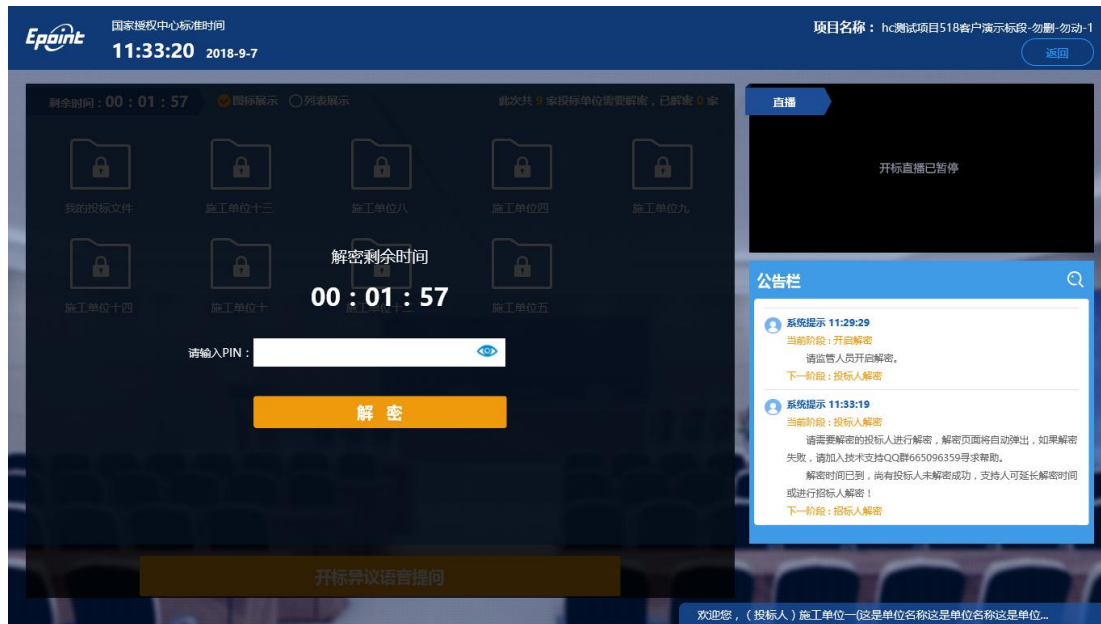 Epoint
国家授权中心标准时间
11:33:20 2018-9-7
项目名称：hc测试项目518客户演示标段-勿删-勿动-1
返回
剩余时间：00：01：57
图标展示 列表展示
此次共 9 家投标单位需要解密，已解密 0 家
我的投标文件 施工单位十三 施工单位八 施工单位四 施工单位九
施工单位十四 施工单位十 施工单位十二 施工单位五
解密剩余时间
00：01：57
请输入PIN：
解 密
开标异议语音提问
直播
开标直播已暂停
公告栏
系统提示 11:29:29
当前阶段：开启解密
请监管人员开启解密。
下一阶段：投标人解密
系统提示 11:33:19
当前阶段：投标人解密
请需要解密的投标人进行解密，解密页面将自动弹出，如果解密
失败，请加入技术支持QQ群665096359寻求帮助。
解密时间已到，尚有投标人未解密成功，支持人可延长解密时间
或进行招标人解密！
下一阶段：招标人解密
欢迎您，（投标人）施工单位一(这是单位名称这是单位名称这是单位...